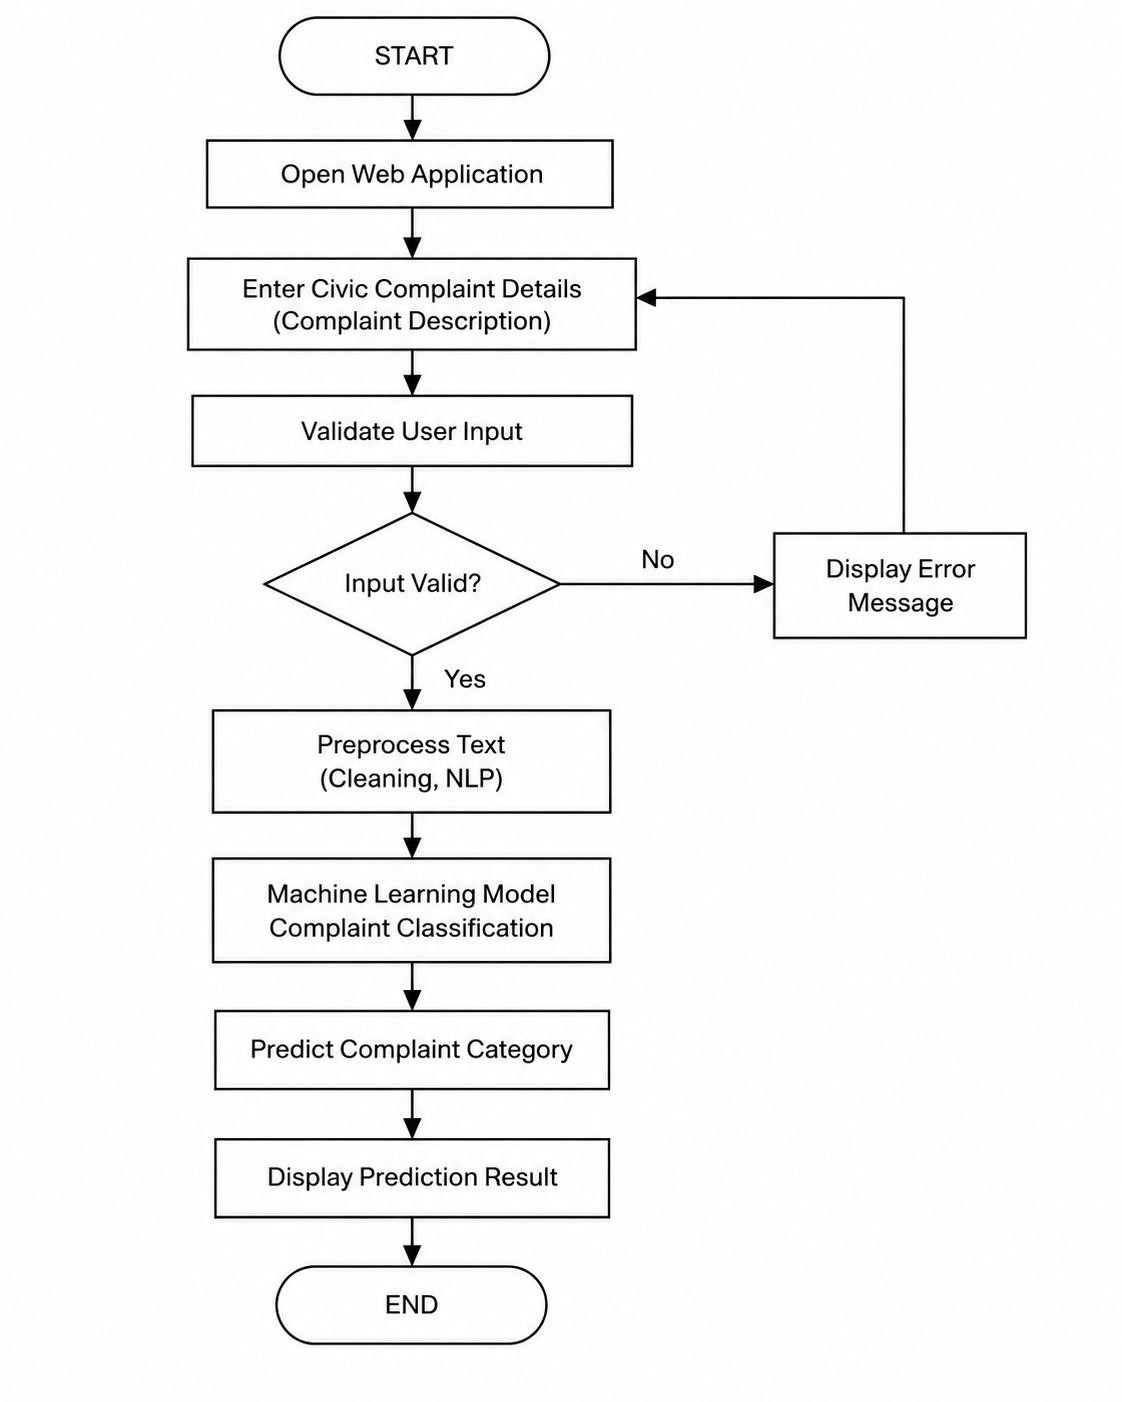 START
Open Web Application
Enter Civic Complaint Details
(Complaint Description)
Validate User Input
Input Valid?
No
Display Error
Message
Yes
Preprocess Text
(Cleaning, NLP)
Machine Learning Model
Complaint Classification
Predict Complaint Category
Display Prediction Result
END